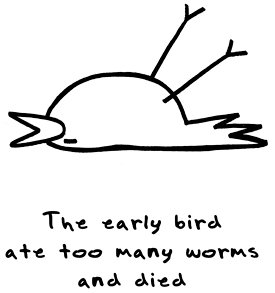 The early bird
ate too many worms
and died